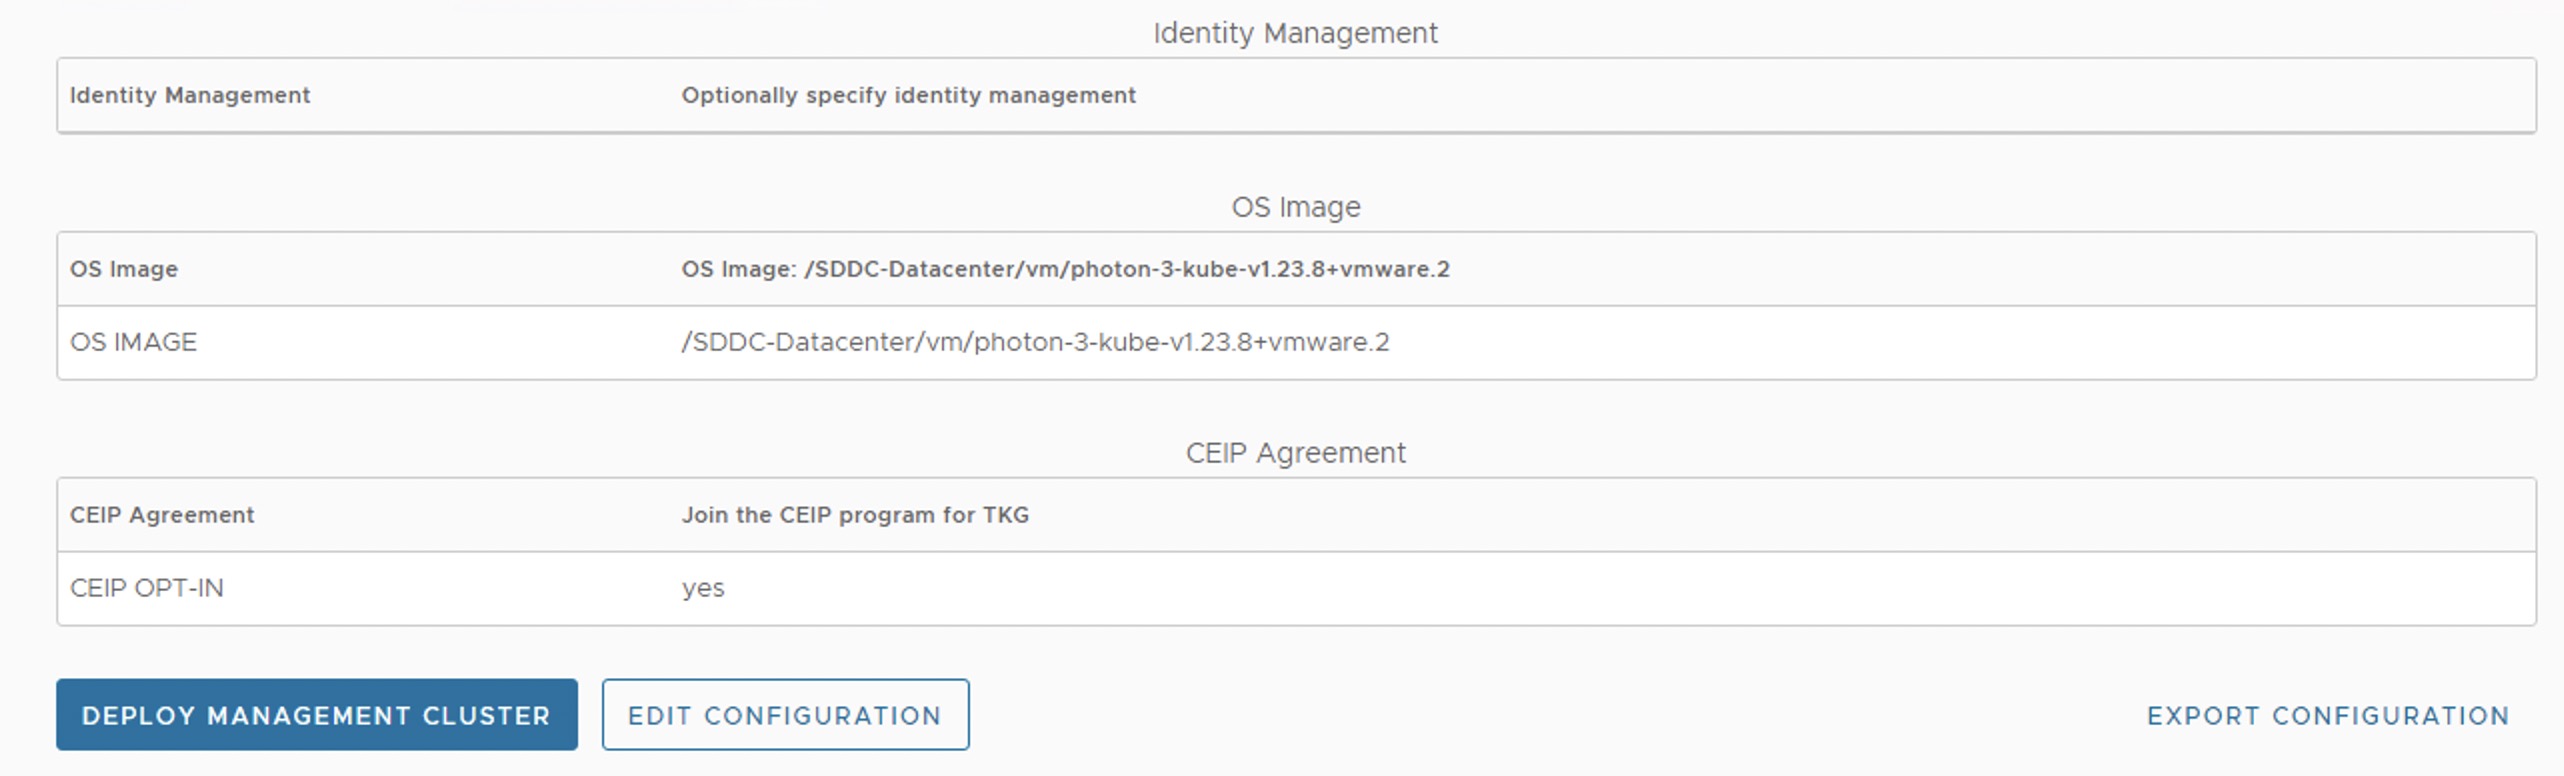 Identity Management
Identity Management Optionally specify identity management
OS Image
OS Image OS Image: /SDDC-Datacenter/vm/photon-3-kube-v1.23.8+vmware.2
OS IMAGE /SDDC-Datacenter/vm/photon-3-kube-v1.23.8+vmware.2
CEIP Agreement
CEIP Agreement Join the CEIP program for TKG
CEIP OPT-IN yes
DEPLOY MANAGEMENT CLUSTER EDIT CONFIGURATION EXPORT CONFIGURATION